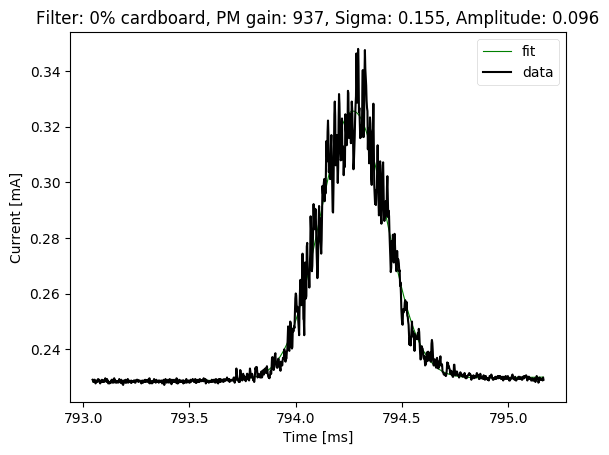 Filter: 0% cardboard, PM gain: 937, Sigma: 0.155, Amplitude: 0.096
fit
data
0.34
0.32
0.30
0.28
0.26
0.24
Current [mA]
793.0 793.5 794.0 794.5 795.0
Time [ms]